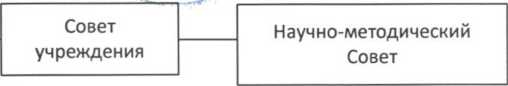 Совет
учреждения
Научно-методический
Совет